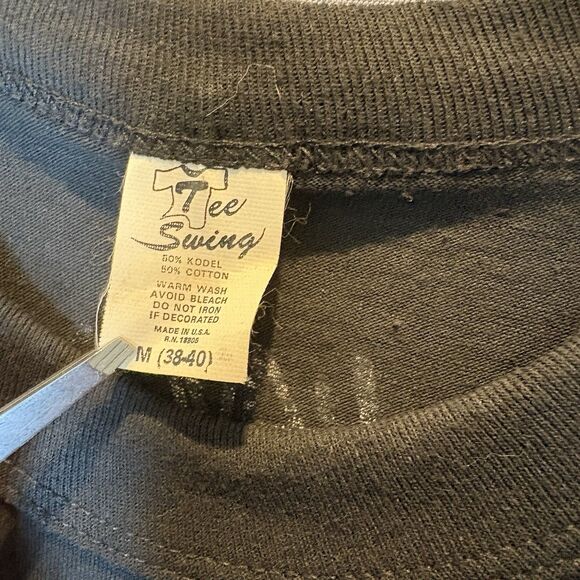 Tee
Swing
50% KODEL
50% COTTON
WARM WASH
AVOID BLEACH
DO NOT IRON
IF DECORATED
MADE IN U.S.A.
R.N. 18905
M (38-40)